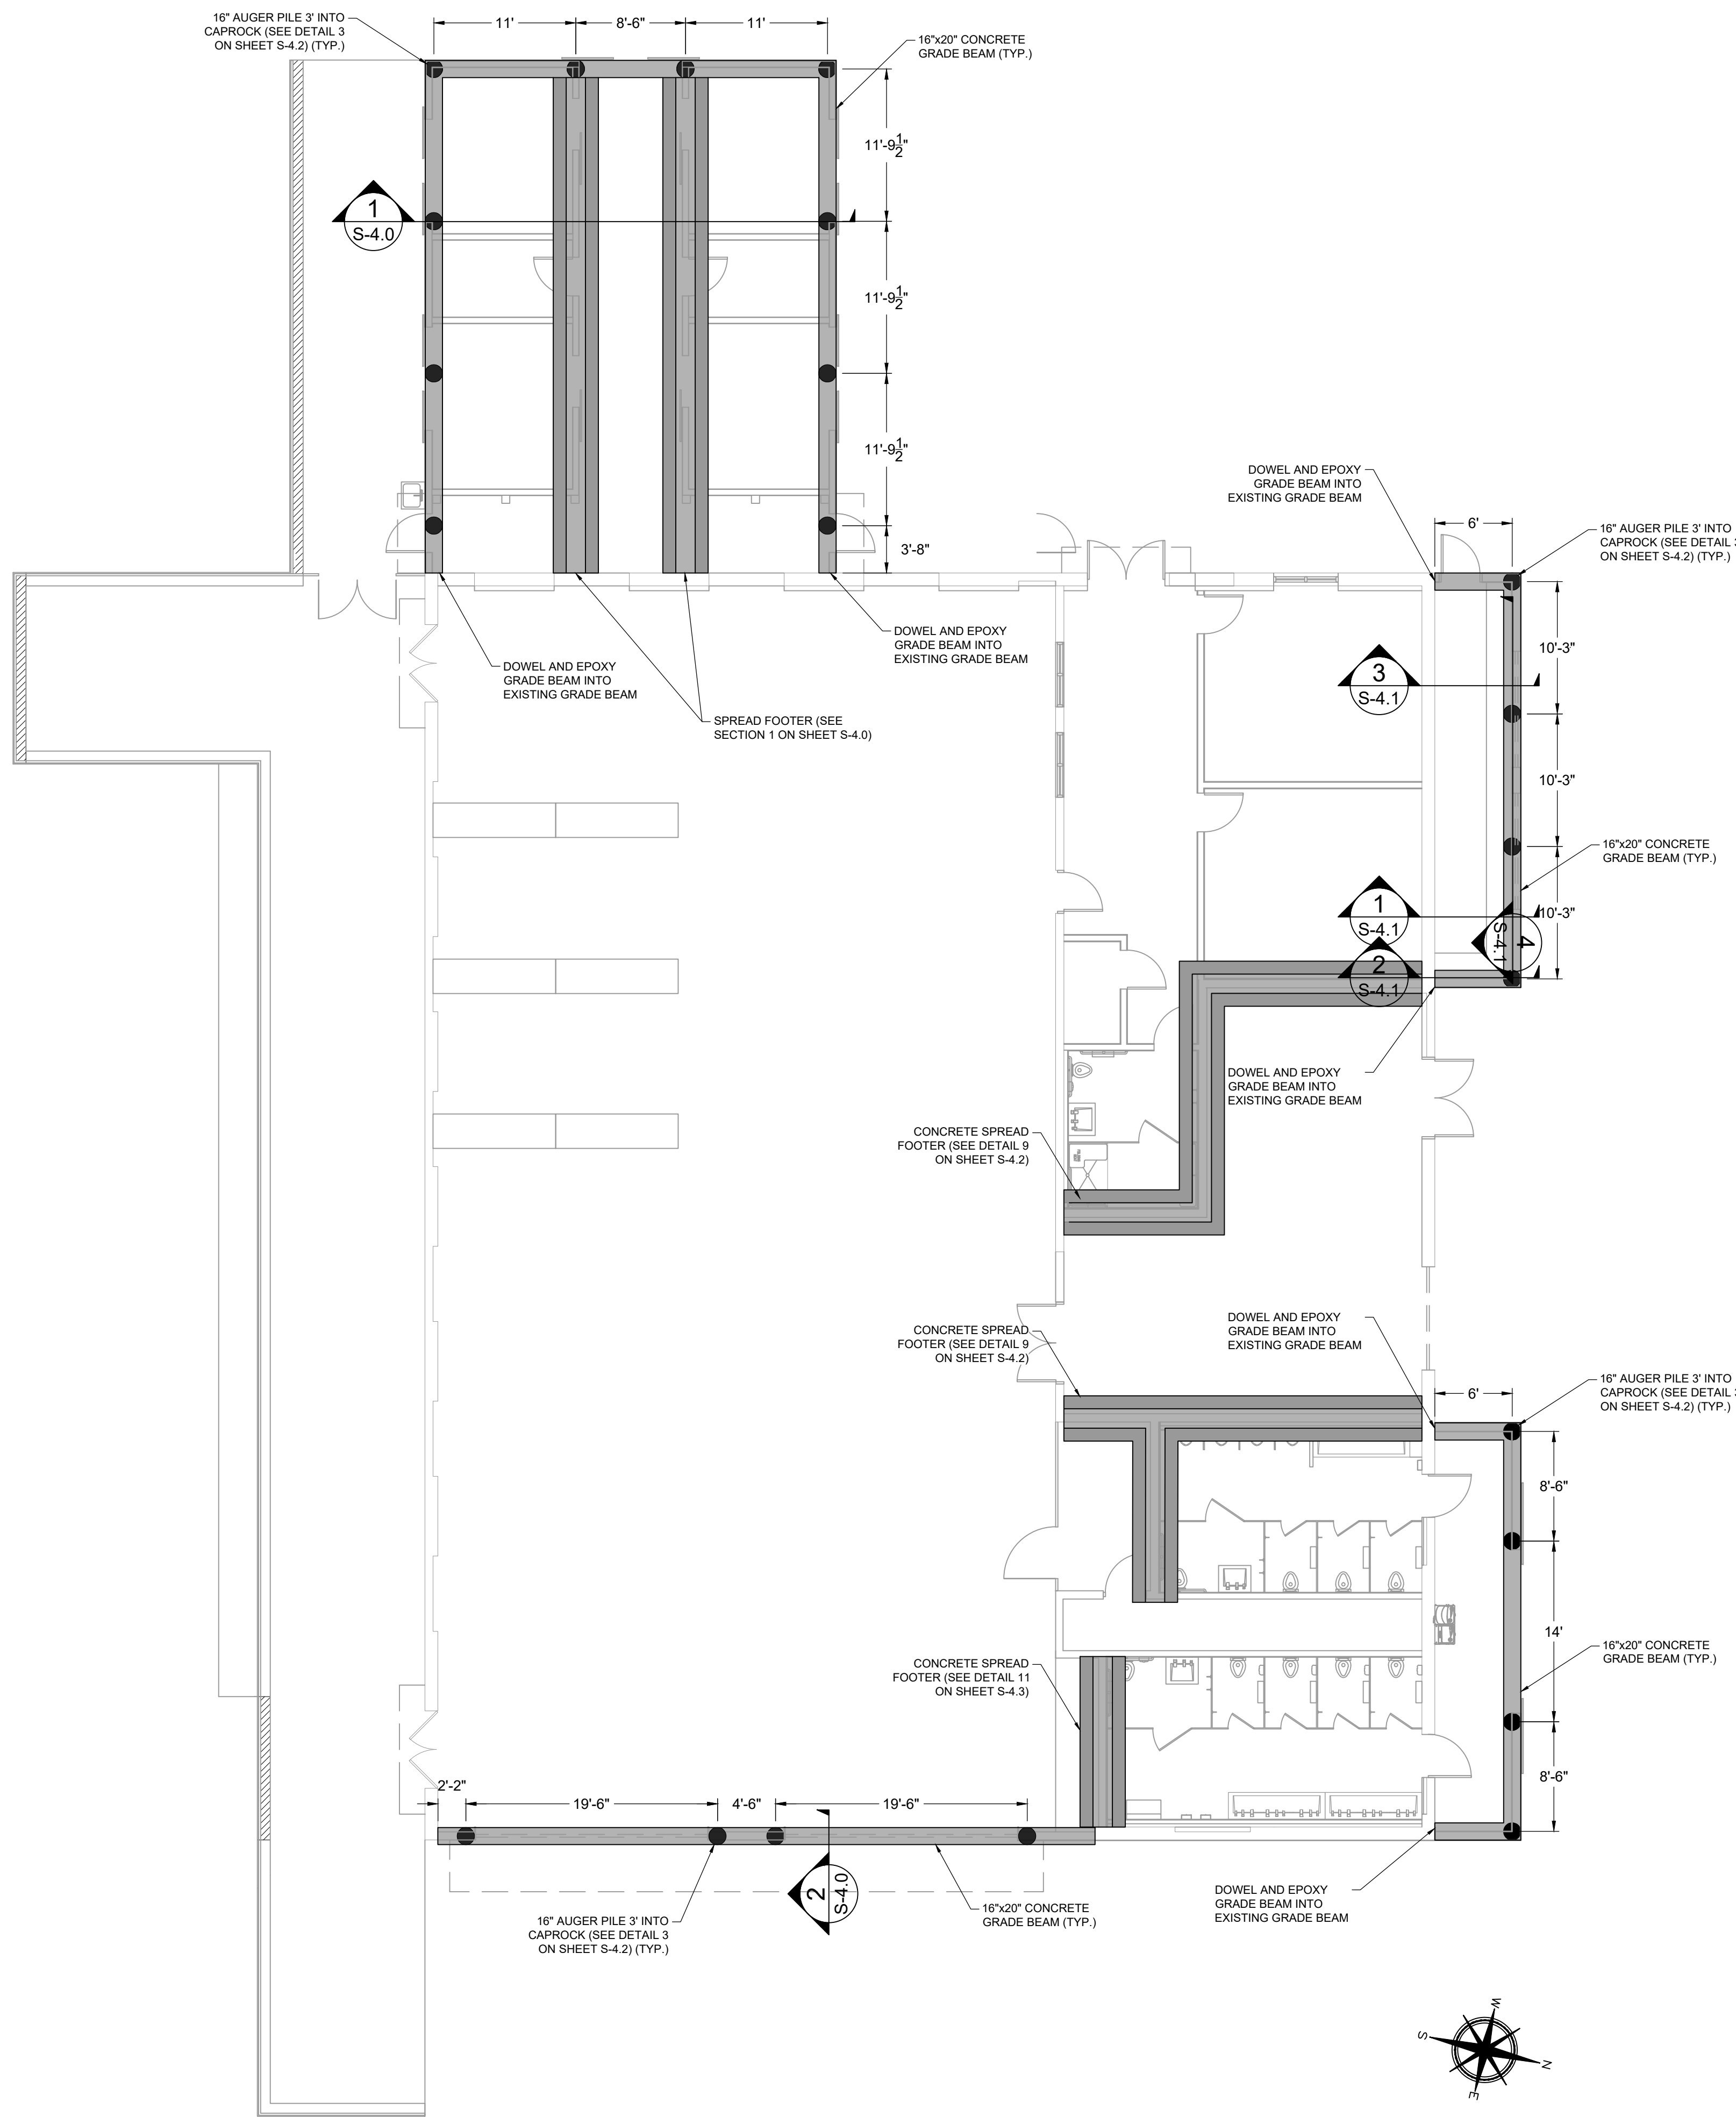 16" AUGER PILE 3' INTO
CAPROCK (SEE DETAIL 3
ON SHEET S-4.2) (TYP.)
11'
8'-6"
11'
16"x20" CONCRETE
GRADE BEAM (TYP.)
11'-9 1/2"
1
S-4.0
11'-9 1/2"
11'-9 1/2"
3'-8"
DOWEL AND EPOXY
GRADE BEAM INTO
EXISTING GRADE BEAM
6'
16" AUGER PILE 3' INTO
CAPROCK (SEE DETAIL
ON SHEET S-4.2) (TYP.)
DOWEL AND EPOXY
GRADE BEAM INTO
EXISTING GRADE BEAM
DOWEL AND EPOXY
GRADE BEAM INTO
EXISTING GRADE BEAM
SPREAD FOOTER (SEE
SECTION 1 ON SHEET S-4.0)
10'-3"
3
S-4.1
10'-3"
16"x20" CONCRETE
GRADE BEAM (TYP.)
1
S-4.1
10'-3"
4
S-4.1
2
S-4.1
DOWEL AND EPOXY
GRADE BEAM INTO
EXISTING GRADE BEAM
CONCRETE SPREAD
FOOTER (SEE DETAIL 9
ON SHEET S-4.2)
CONCRETE SPREAD
FOOTER (SEE DETAIL 9
ON SHEET S-4.2)
DOWEL AND EPOXY
GRADE BEAM INTO
EXISTING GRADE BEAM
6'
16" AUGER PILE 3' INTO
CAPROCK (SEE DETAIL
ON SHEET S-4.2) (TYP.)
8'-6"
14'
16"x20" CONCRETE
GRADE BEAM (TYP.)
CONCRETE SPREAD
FOOTER (SEE DETAIL 11
ON SHEET S-4.3)
8'-6"
2'-2"
19'-6"
4'-6"
19'-6"
2
S-4.0
16" AUGER PILE 3' INTO
CAPROCK (SEE DETAIL 3
ON SHEET S-4.2) (TYP.)
16"x20" CONCRETE
GRADE BEAM (TYP.)
DOWEL AND EPOXY
GRADE BEAM INTO
EXISTING GRADE BEAM
W
S
N
E